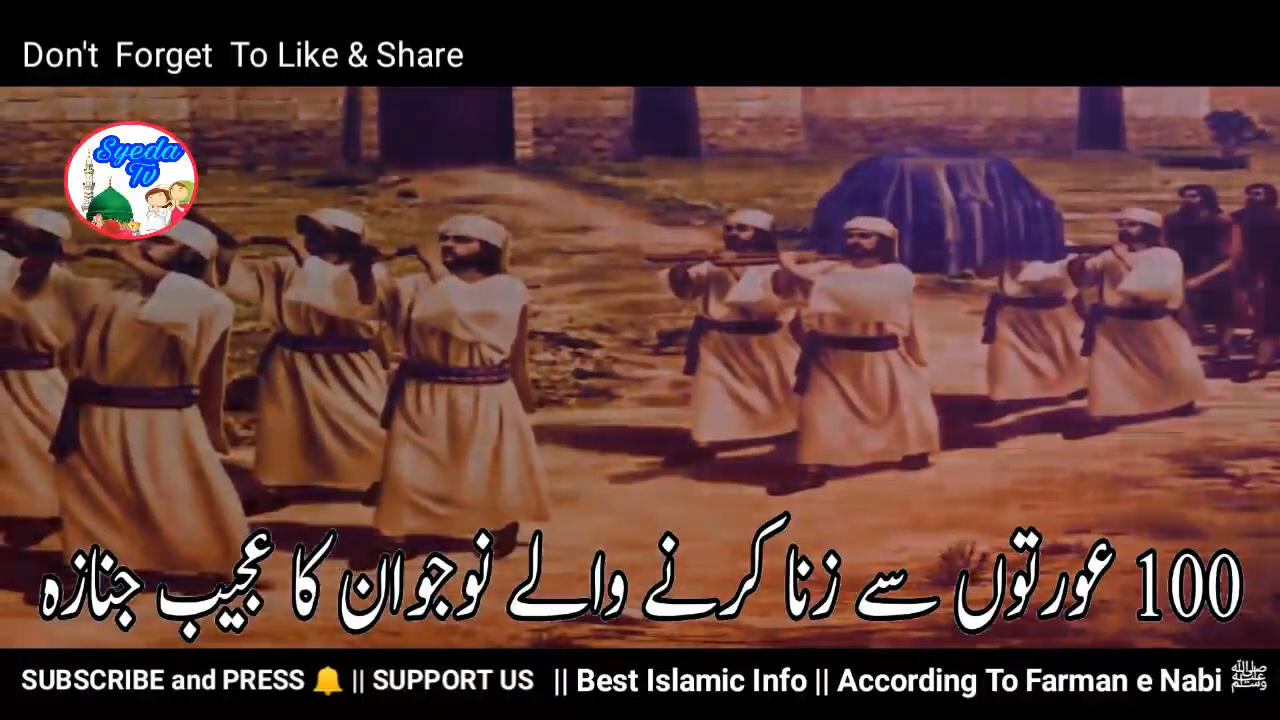 Don't Forget To Like & Share
Syeda
Tv
100 عورتوں سے زنا کرنے والے نوجوان کا عجیب جنازہ
SUBSCRIBE and PRESS 🔔 || SUPPORT US || Best Islamic Info || According To Farman e Nabi ﷺ